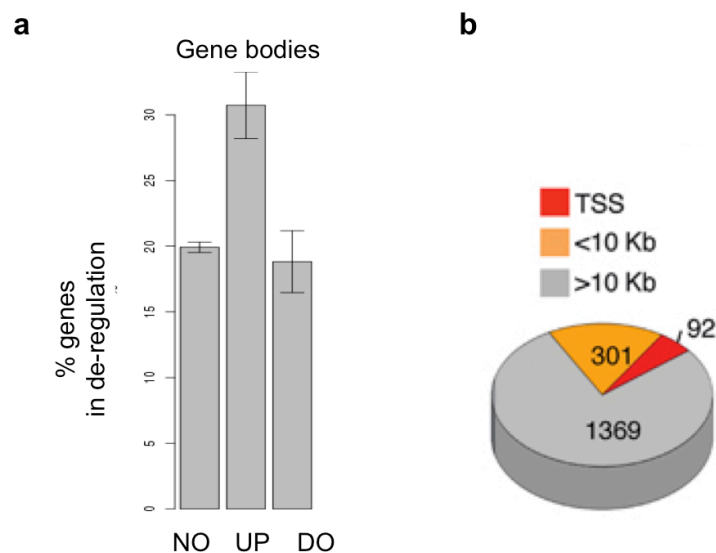 a
Gene bodies
% genes
in de-regulation
30
25
20
15
10
5
0
NO UP DO
b
TSS
<10 Kb
>10 Kb
92
301
1369